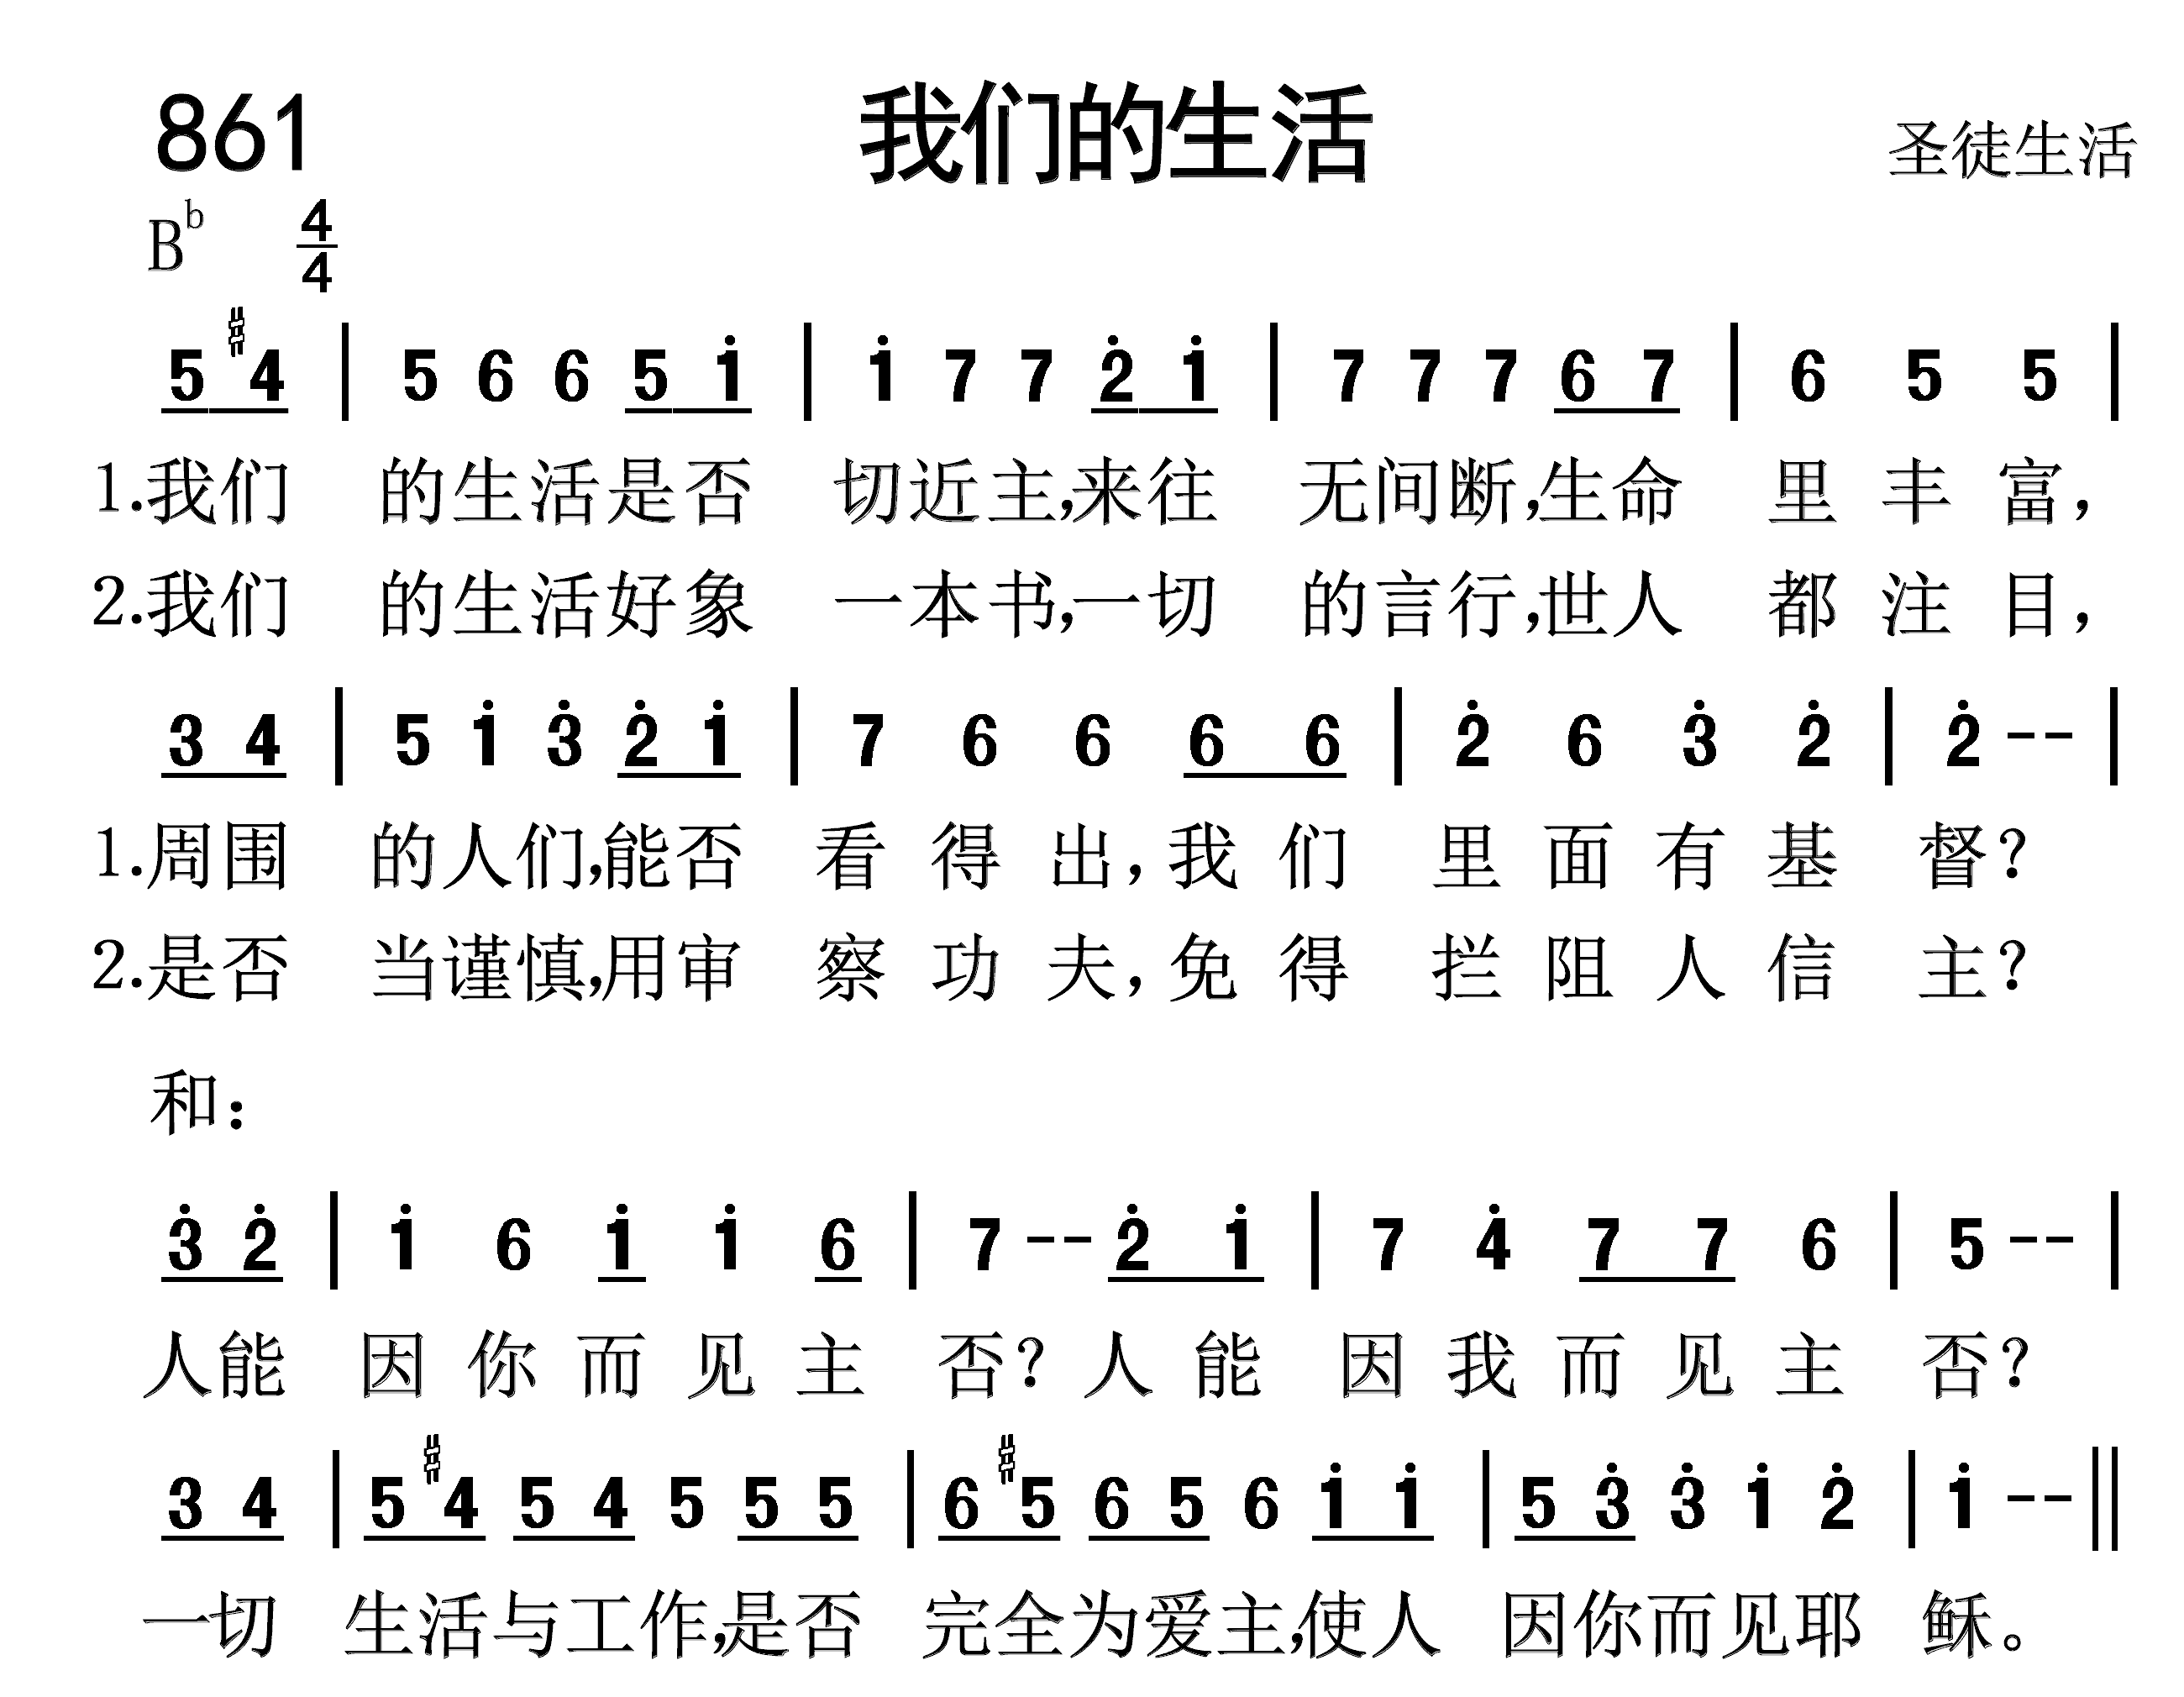 861 我们的生活 圣徒生活
B♭ 4/4
5 #4 | 5 6 6 5 i̇ | i̇ 7 7 2̇ i̇ | 7 7 7 6 7 | 6 5 5 |
1.我们 的生活是否 切近主,来往 无间断,生命 里丰富,
2.我们 的生活好象 一本书,一切 的言行,世人 都注目,
3 4 | 5 1̇ 3̇ 2̇ 1̇ | 7 6 6 6 6 | 2̇ 6 3̇ 2̇ | 2̇ -- |
1.周围 的人们,能否 看得出,我们 里面有基 督?
2.是否 当谨慎,用审 察功夫,免得 拦阻人信 主?
和:
3̇ 2̇ | 1̇ 6 1̇ 1̇ 6 | 7 -- 2̇ 1̇ | 7 4̇ 7 7 6 | 5 -- |
人能 因你而见主 否?人能 因我而见主 否?
3 4 | 5 #4 5 4 5 5 5 | 6 #5 6 5 6 1̇ 1̇ | 5 3̇ 3̇ 1̇ 2̇ | 1̇ -- ||
一切 生活与工作,是否 完全为爱主,使人 因你而见耶 稣。